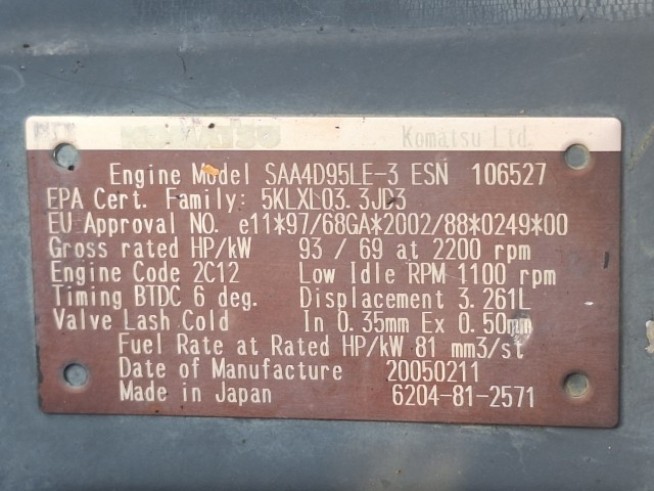 Komatsu Ltd.
Engine Model SAA4D95LE-3 ESN 106527
EPA Cert. Family: 5KLXL03.3JD3
EU Approval NO. e11*97/68GA*2002/88*0249*00
Gross rated HP/kW 93 / 69 at 2200 rpm
Engine Code 2C12 Low Idle RPM 1100 rpm
Timing BTDC 6 deg. Displacement 3.261L
Valve Lash Cold In 0.35mm Ex 0.50mm
Fuel Rate at Rated HP/kW 81 mm3/st
Date of Manufacture 20050211
Made in Japan 6204-81-2571